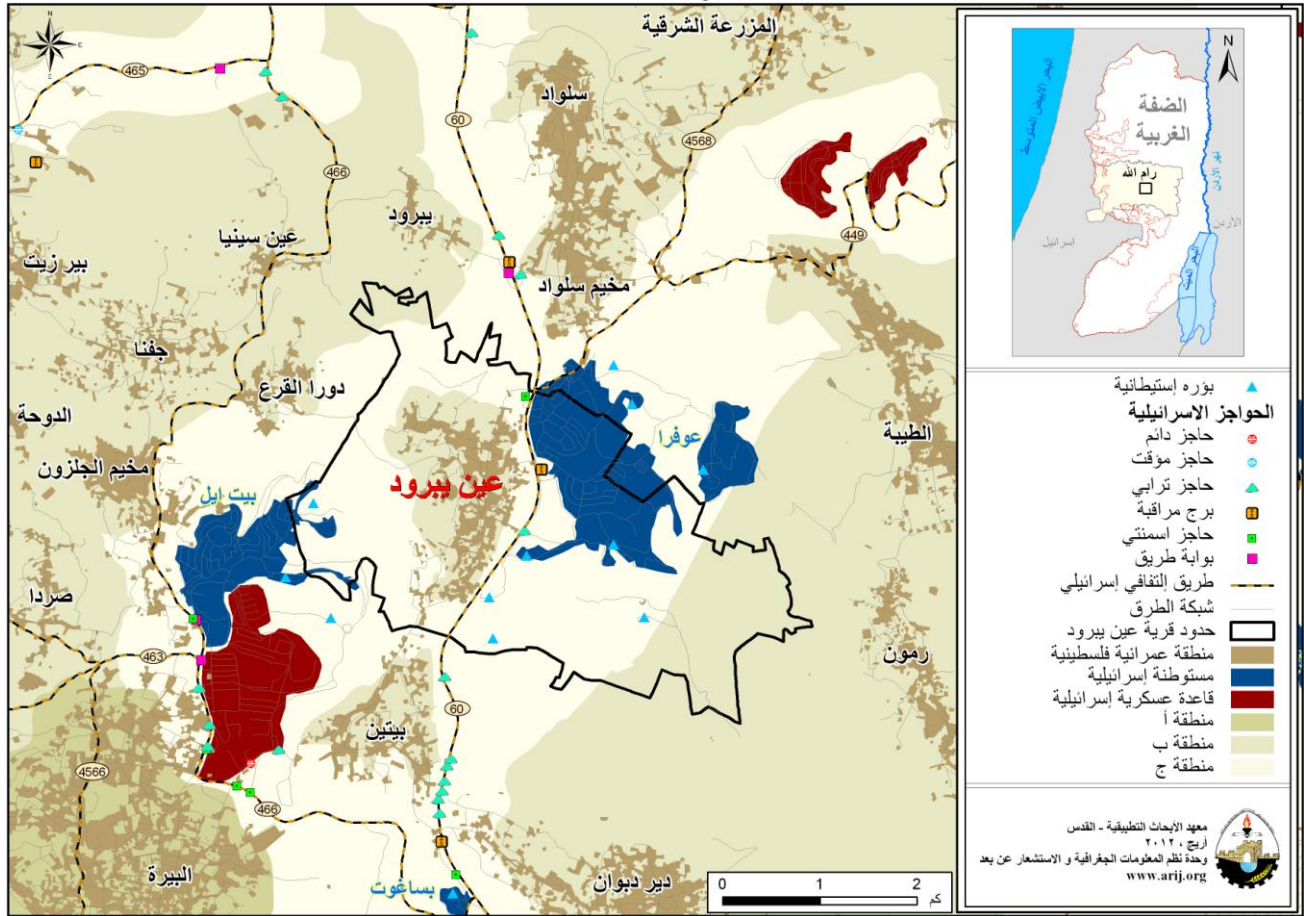 المزرعة الشرقية
سلواد
465
60
4568
466
449
يبرود
عين سينيا
بير زيت
مخيم سلواد
جفنا
دورا القرع
الدوحة
الطيبة
عوفرا
مخيم الجلزون
عين يبرود
بيت ايل
صردا
463
رمون
60
بيتين
4566
466
البيرة
بساغوت
دير دبوان
0 1 2
كم
N
البحر الابيض المتوسط
الضفة
الغربية
نهر الأردن
رام الله
الأردن
إسرائيل
البحر الميت
بؤره إستيطانية
الحواجز الاسرائيلية
حاجز دائم
حاجز مؤقت
حاجز ترابي
برج مراقبة
حاجز اسمنتي
بوابة طريق
طريق إلتفافي إسرائيلي
شبكة الطرق
حدود قرية عين يبرود
منطقة عمرانية فلسطينية
مستوطنة إسرائيلية
قاعدة عسكرية إسرائيلية
منطقة أ
منطقة ب
منطقة ج
معهد الأبحاث التطبيقية - القدس
أريج ، ٢٠١٢
وحدة نظم المعلومات الجغرافية و الاستشعار عن بعد
www.arij.org